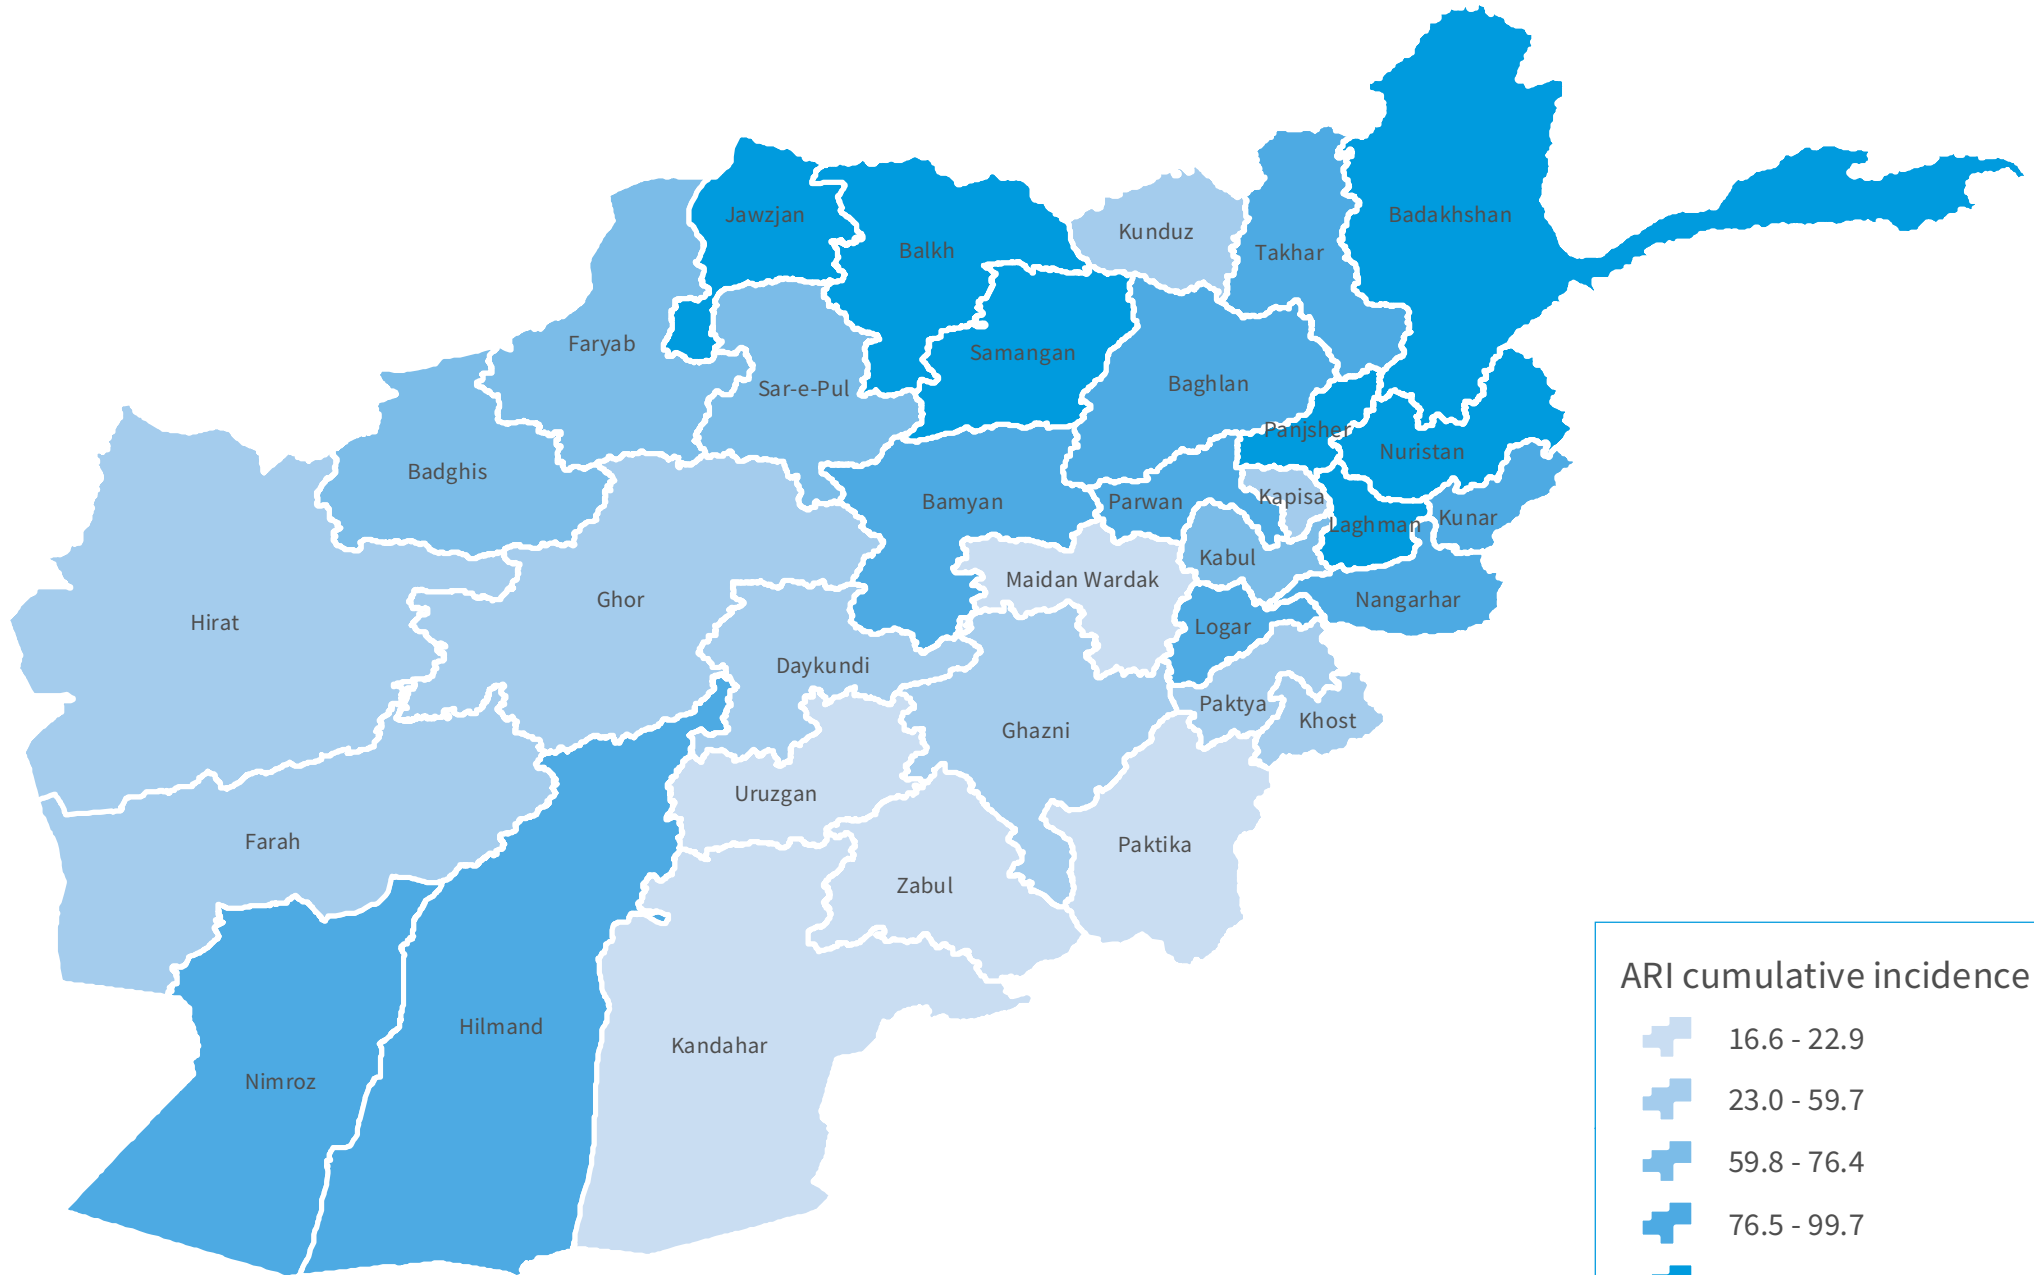 Jawzjan
Badakhshan
Kunduz
Balkh
Takhar
Faryab
Samangan
Baghlan
Sar-e-Pul
Panjsher
Nuristan
Badghis
Kapisa
Bamyan
Parwan
Kunar
Laghman
Kabul
Maidan Wardak
Ghor
Nangarhar
Hirat
Logar
Daykundi
Paktya
Khost
Ghazni
Uruzgan
Farah
Paktika
Zabul
Hilmand
Kandahar
Nimroz
ARI cumulative incidence
16.6 - 22.9
23.0 - 59.7
59.8 - 76.4
76.5 - 99.7